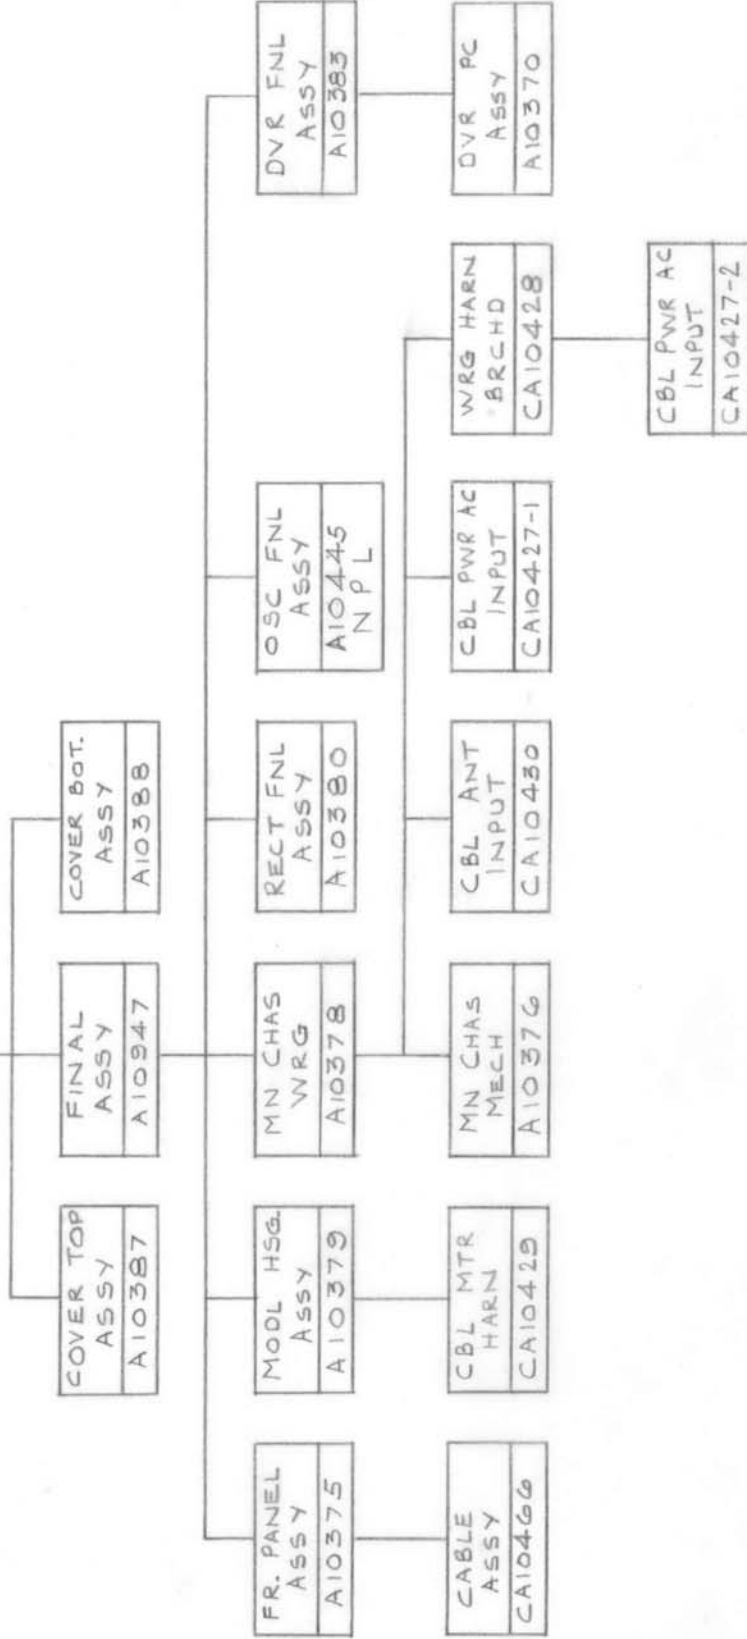 COVER TOP
ASSY
A10387
FINAL
ASSY
A10947
COVER BOT.
ASSY
A10388
FR. PANEL
ASSY
A10375
MODL HSG
ASSY
A10379
MN CHAS
WRG
A10378
RECT FNL
ASSY
A10380
OSC FNL
ASSY
A10445
NPL
DVR FNL
ASSY
A10383
CABLE
ASSY
CA10466
CBL MTR
HARN
CA10429
MN CHAS
MECH
A10376
CBL ANT
INPUT
CA10430
CBL PWR AC
INPUT
CA10427-1
WRG HARN
BRCHD
CA10428
DVR PC
ASSY
A10370
CBL PWR AC
INPUT
CA10427-2